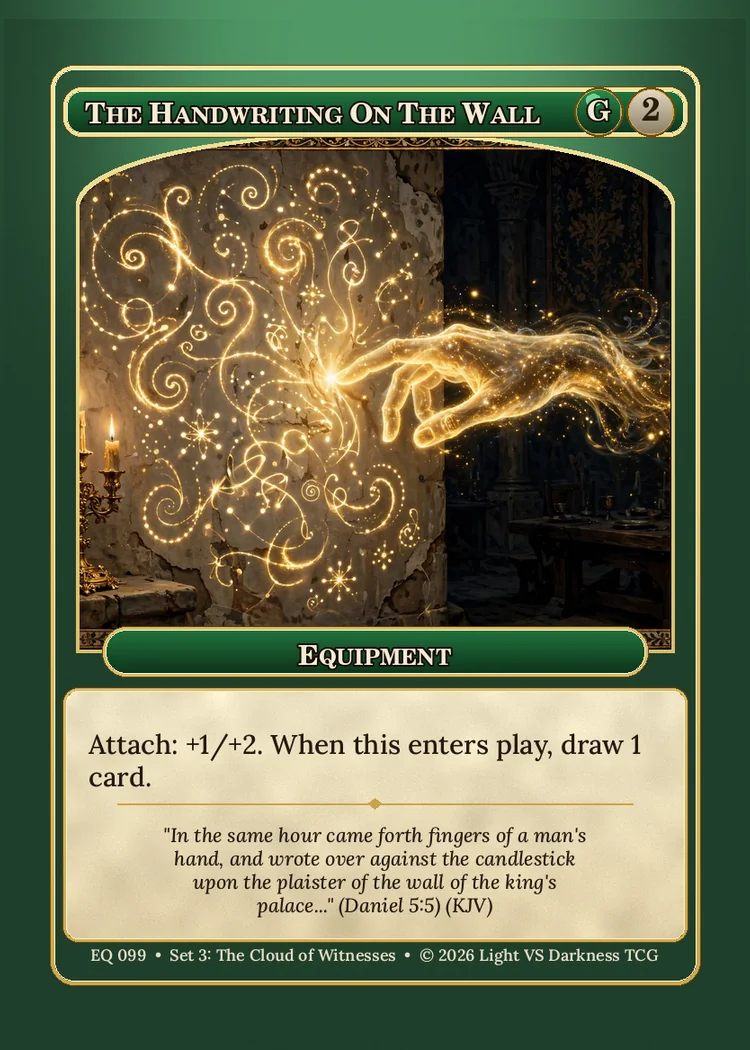 The Handwriting On The Wall G 2
Equipment
Attach: +1/+2. When this enters play, draw 1
card.
"In the same hour came forth fingers of a man's
hand, and wrote over against the candlestick
upon the plaister of the wall of the king's
palace..." (Daniel 5:5) (KJV)
EQ 099 • Set 3: The Cloud of Witnesses • © 2026 Light VS Darkness TCG